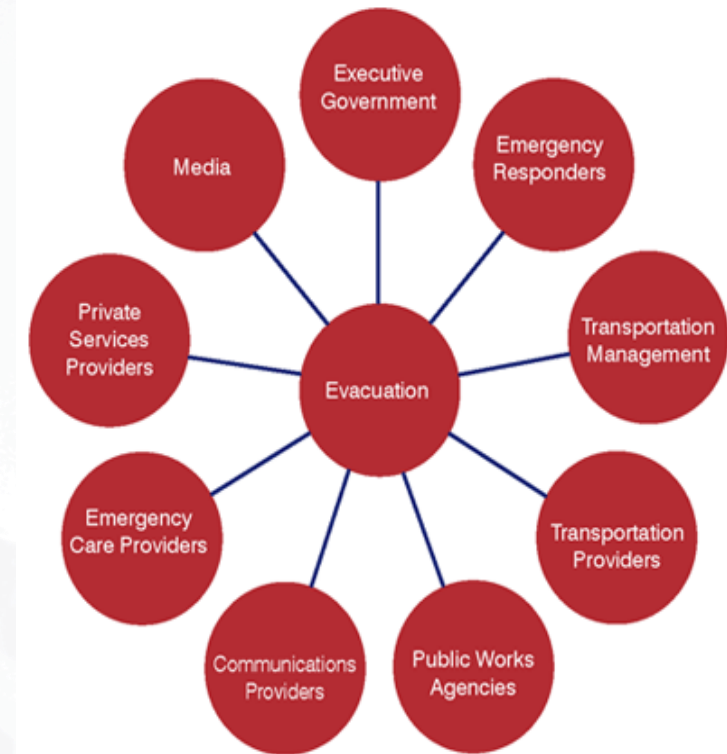 Executive
Government
Emergency
Responders
Transportation
Management
Transportation
Providers
Public Works
Agencies
Communications
Providers
Emergency
Care Providers
Private
Services
Providers
Media
Evacuation